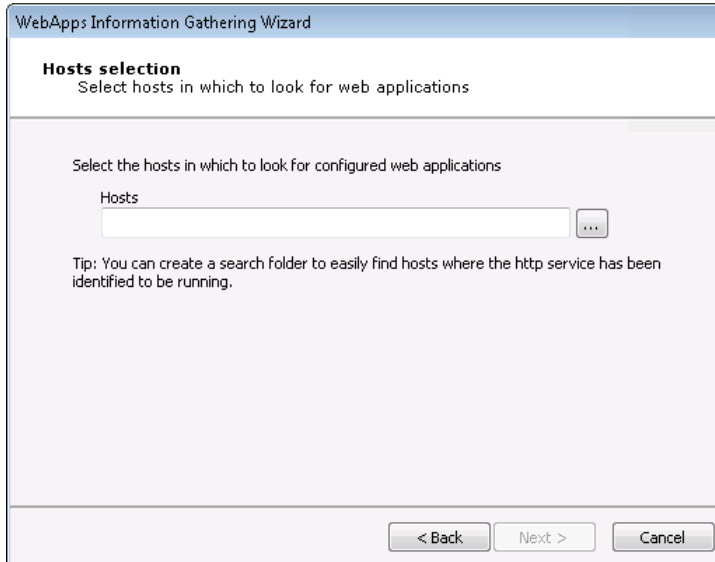 WebApps Information Gathering Wizard
Hosts selection
Select hosts in which to look for web applications
Select the hosts in which to look for configured web applications
Hosts
...
Tip: You can create a search folder to easily find hosts where the http service has been
identified to be running.
< Back
Next >
Cancel